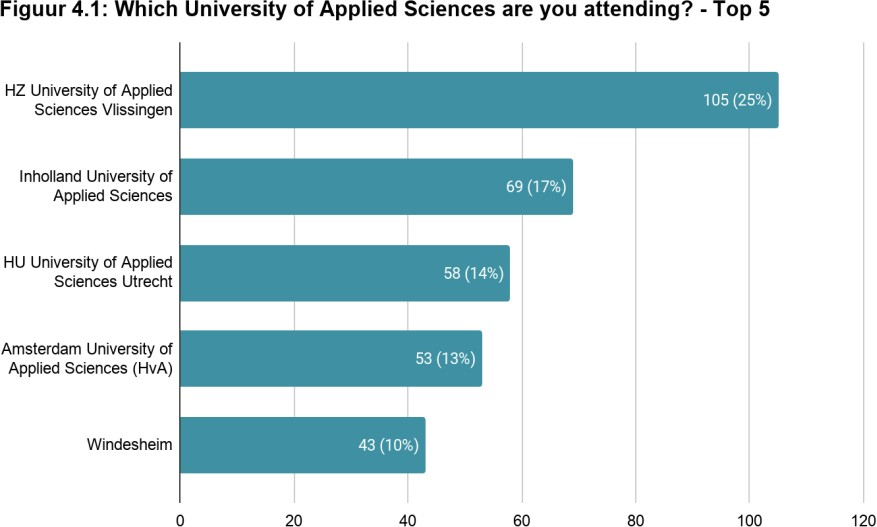 Figuur 4.1: Which University of Applied Sciences are you attending? - Top 5
HZ University of Applied
Sciences Vlissingen
105 (25%)
Inholland University of
Applied Sciences
69 (17%)
HU University of Applied
Sciences Utrecht
58 (14%)
Amsterdam University of
Applied Sciences (HvA)
53 (13%)
Windesheim
43 (10%)
0 20 40 60 80 100 120